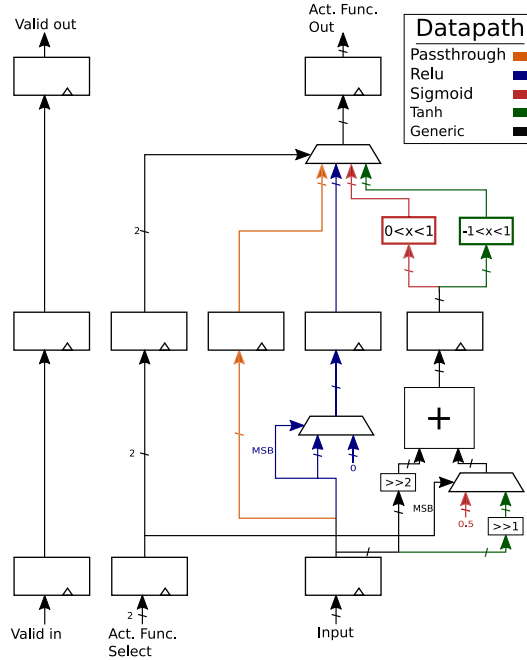 Valid out
Act. Func.
Out
Datapath
Passthrough
Relu
Sigmoid
Tanh
Generic
2
0<x<1
-1<x<1
+
MSB
2
0
>>2
MSB
0.5
>>1
2
Valid in
Act. Func.
Select
Input